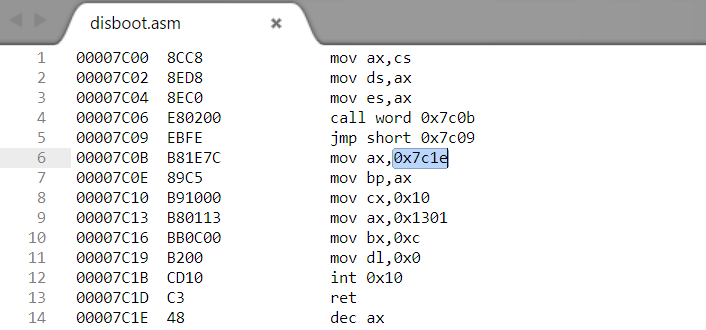 disboot.asm
1 00007C00 8CC8 mov ax,cs
2 00007C02 8ED8 mov ds,ax
3 00007C04 8EC0 mov es,ax
4 00007C06 E80200 call word 0x7c0b
5 00007C09 EBFE jmp short 0x7c09
6 00007C0B B81E7C mov ax,0x7c1e
7 00007C0E 89C5 mov bp,ax
8 00007C10 B91000 mov cx,0x10
9 00007C13 B80113 mov ax,0x1301
10 00007C16 BB0C00 mov bx,0xc
11 00007C19 B200 mov dl,0x0
12 00007C1B CD10 int 0x10
13 00007C1D C3 ret
14 00007C1E 48 dec ax